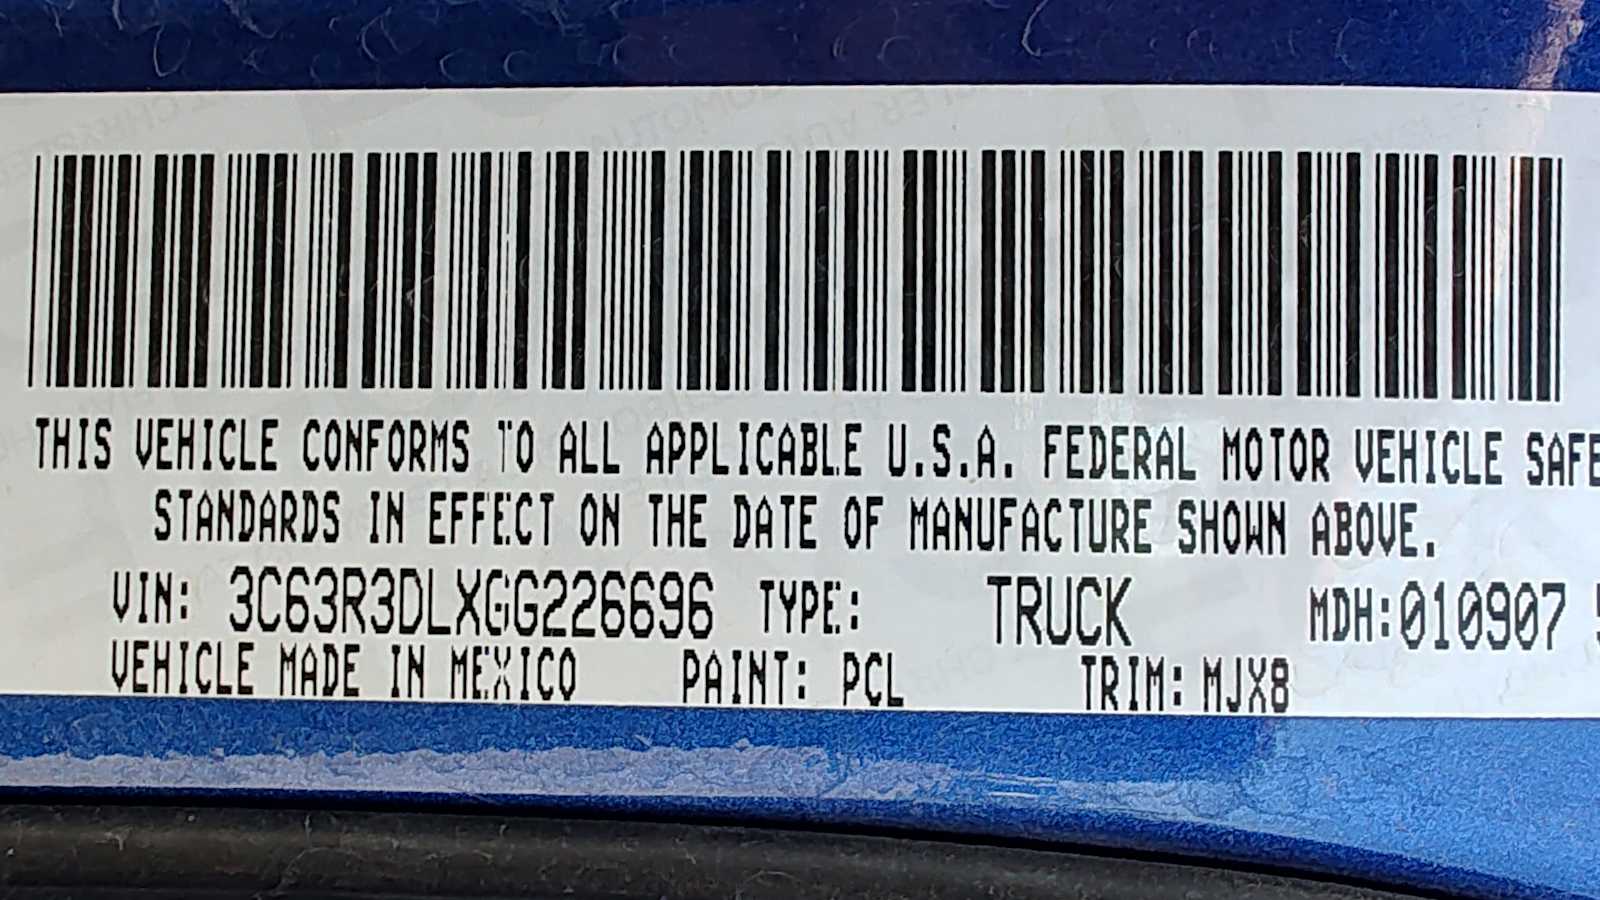 THIS VEHICLE CONFORMS TO ALL APPLICABLE U.S.A. FEDERAL MOTOR VEHICLE SAFE
STANDARDS IN EFFECT ON THE DATE OF MANUFACTURE SHOWN ABOVE.
VIN: 3C63R3DLXGG226696 TYPE: TRUCK MDH:010907 5
VEHICLE MADE IN MEXICO PAINT: PCL TRIM: MJX8